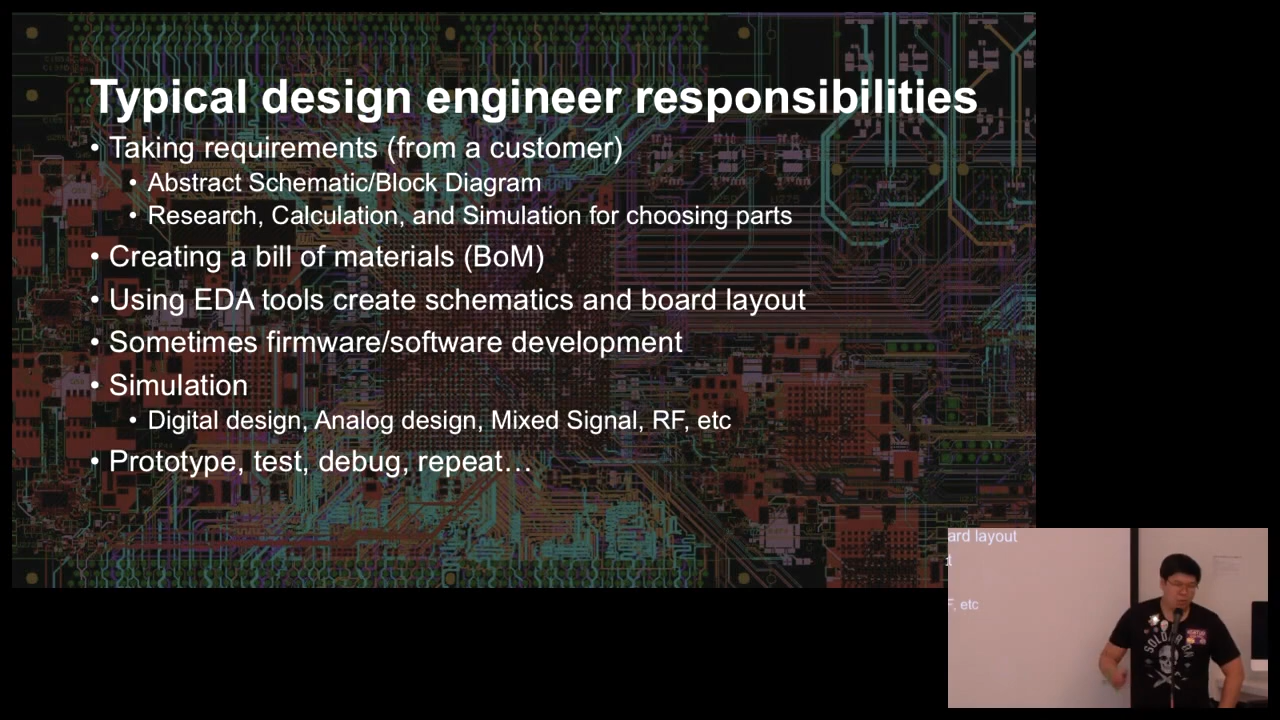 Typical design engineer responsibilities
• Taking requirements (from a customer)
• Abstract Schematic/Block Diagram
• Research, Calculation, and Simulation for choosing parts
• Creating a bill of materials (BoM)
• Using EDA tools create schematics and board layout
• Sometimes firmware/software development
• Simulation
• Digital design, Analog design, Mixed Signal, RF, etc
• Prototype, test, debug, repeat…
ard layout
t
F, etc
SOLDER ON